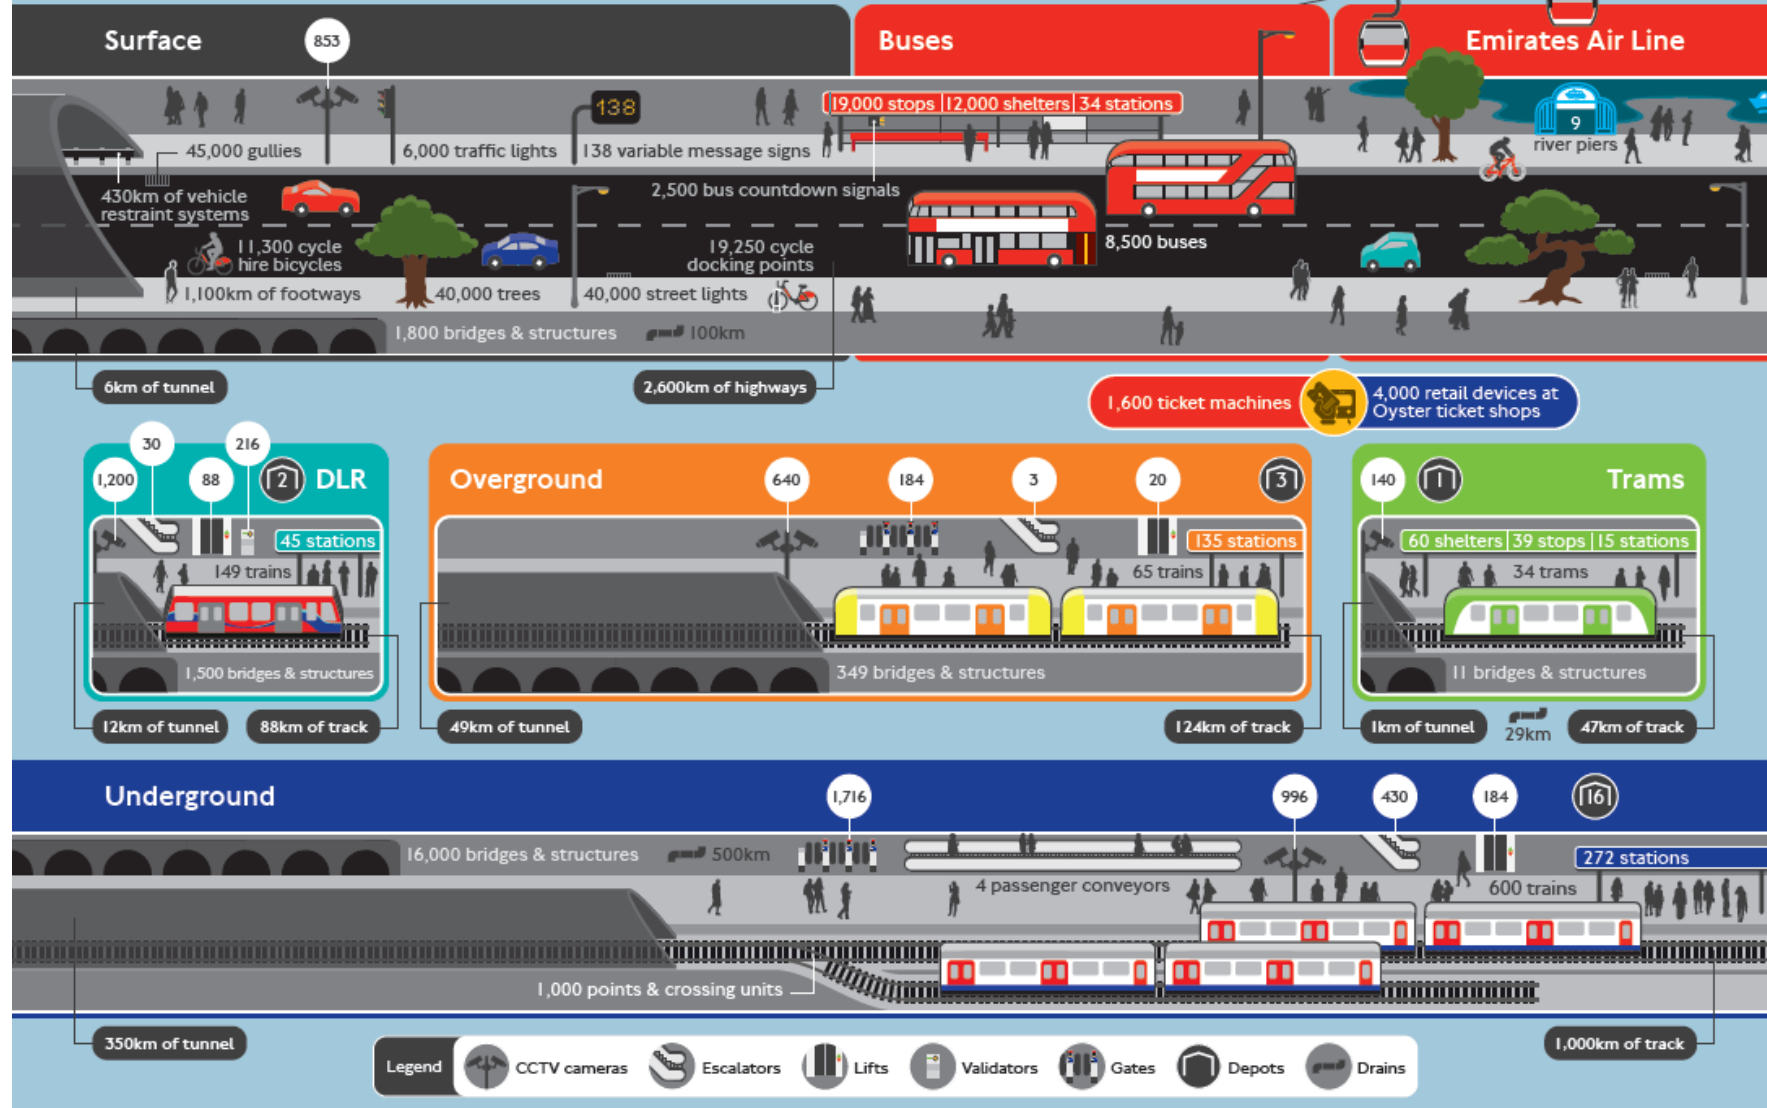 Surface
853
Buses
Emirates Air Line
138
19,000 stops | 12,000 shelters | 34 stations
9
river piers
45,000 gullies
6,000 traffic lights
138 variable message signs
430km of vehicle
restraint systems
2,500 bus countdown signals
11,300 cycle
hire bicycles
19,250 cycle
docking points
8,500 buses
1,100km of footways
40,000 trees
40,000 street lights
1,800 bridges & structures
100km
6km of tunnel
2,600km of highways
1,600 ticket machines
4,000 retail devices at
Oyster ticket shops
1,200
30
88
216
2
DLR
45 stations
149 trains
1,500 bridges & structures
12km of tunnel
88km of track
Overground
640
184
3
20
3
135 stations
65 trains
349 bridges & structures
49km of tunnel
124km of track
140
1
Trams
60 shelters | 39 stops | 15 stations
34 trams
11 bridges & structures
1km of tunnel
29km
47km of track
Underground
1,716
996
430
184
16
16,000 bridges & structures
500km
4 passenger conveyors
272 stations
600 trains
1,000 points & crossing units
350km of tunnel
1,000km of track
Legend
CCTV cameras
Escalators
Lifts
Validators
Gates
Depots
Drains